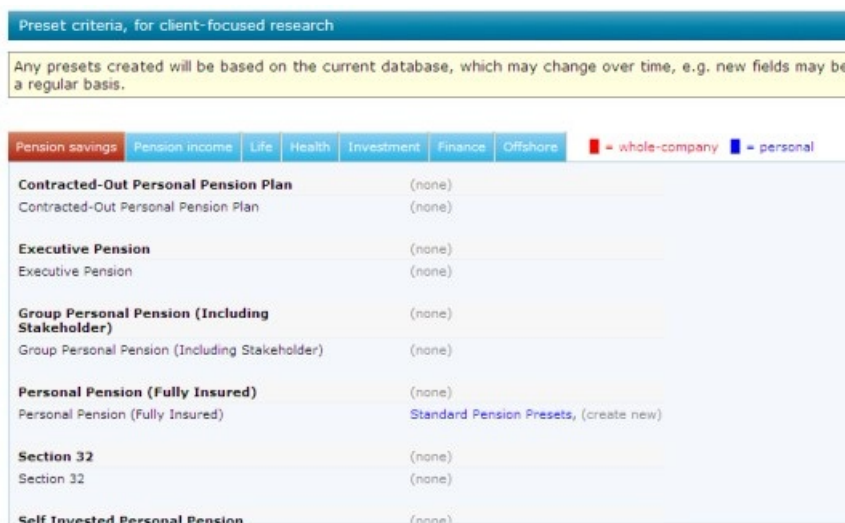 Preset criteria, for client-focused research
Any presets created will be based on the current database, which may change over time, e.g. new fields may be
a regular basis.
Pension savings Pension income Life Health Investment Finance Offshore = whole-company = personal
Contracted-Out Personal Pension Plan (none)
Contracted-Out Personal Pension Plan (none)
Executive Pension (none)
Executive Pension (none)
Group Personal Pension (Including (none)
Stakeholder)
Group Personal Pension (Including Stakeholder) (none)
Personal Pension (Fully Insured) (none)
Personal Pension (Fully Insured) Standard Pension Presets, (create new)
Section 32 (none)
Section 32 (none)
Self Invested Personal Pension (none)